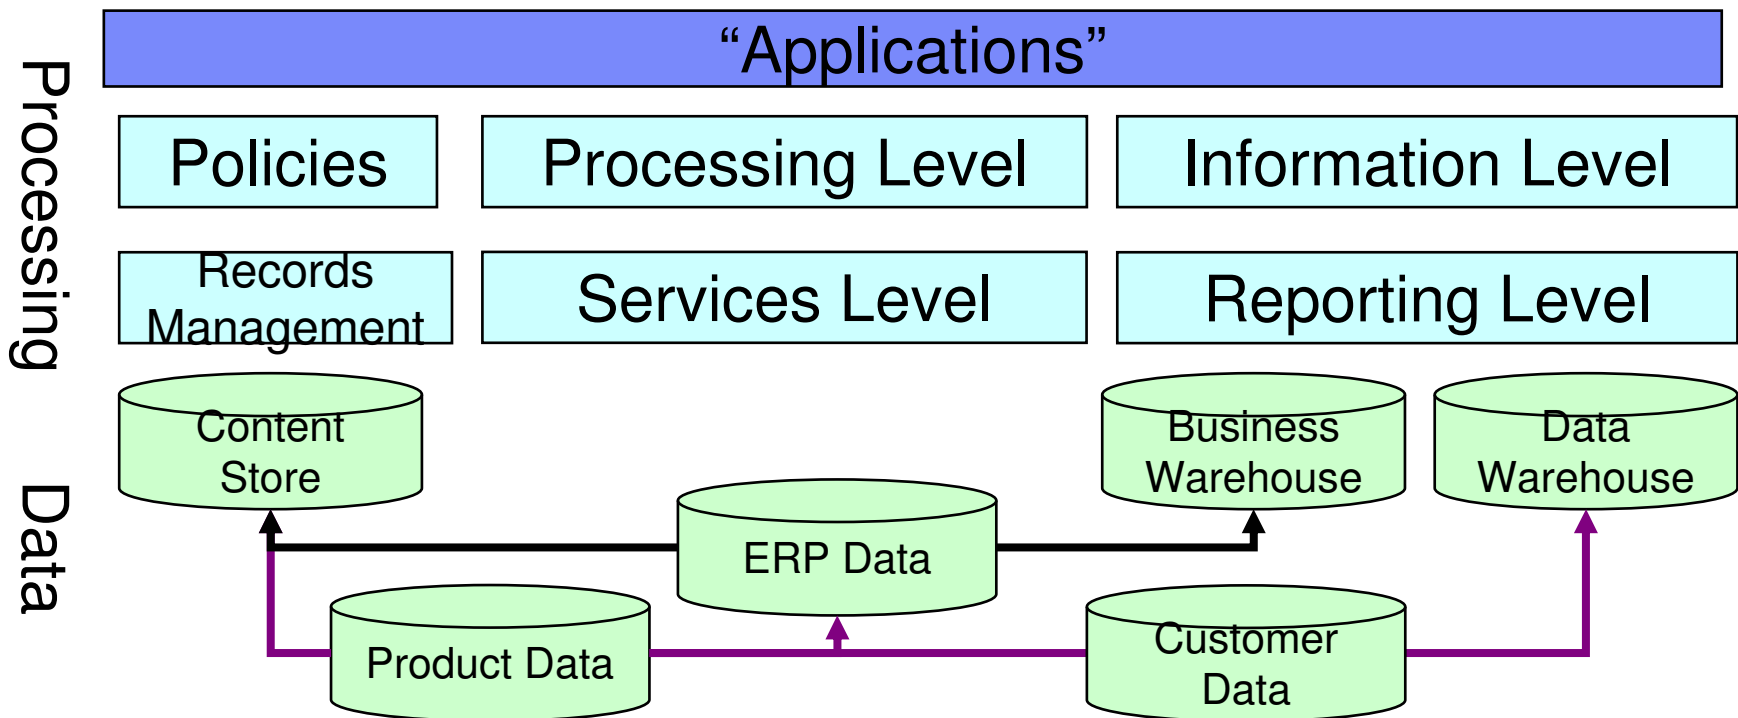 “Applications”
Processing
Policies
Processing Level
Information Level
Records
Management
Services Level
Reporting Level
Data
Content
Store
Business
Warehouse
Data
Warehouse
ERP Data
Product Data
Customer
Data